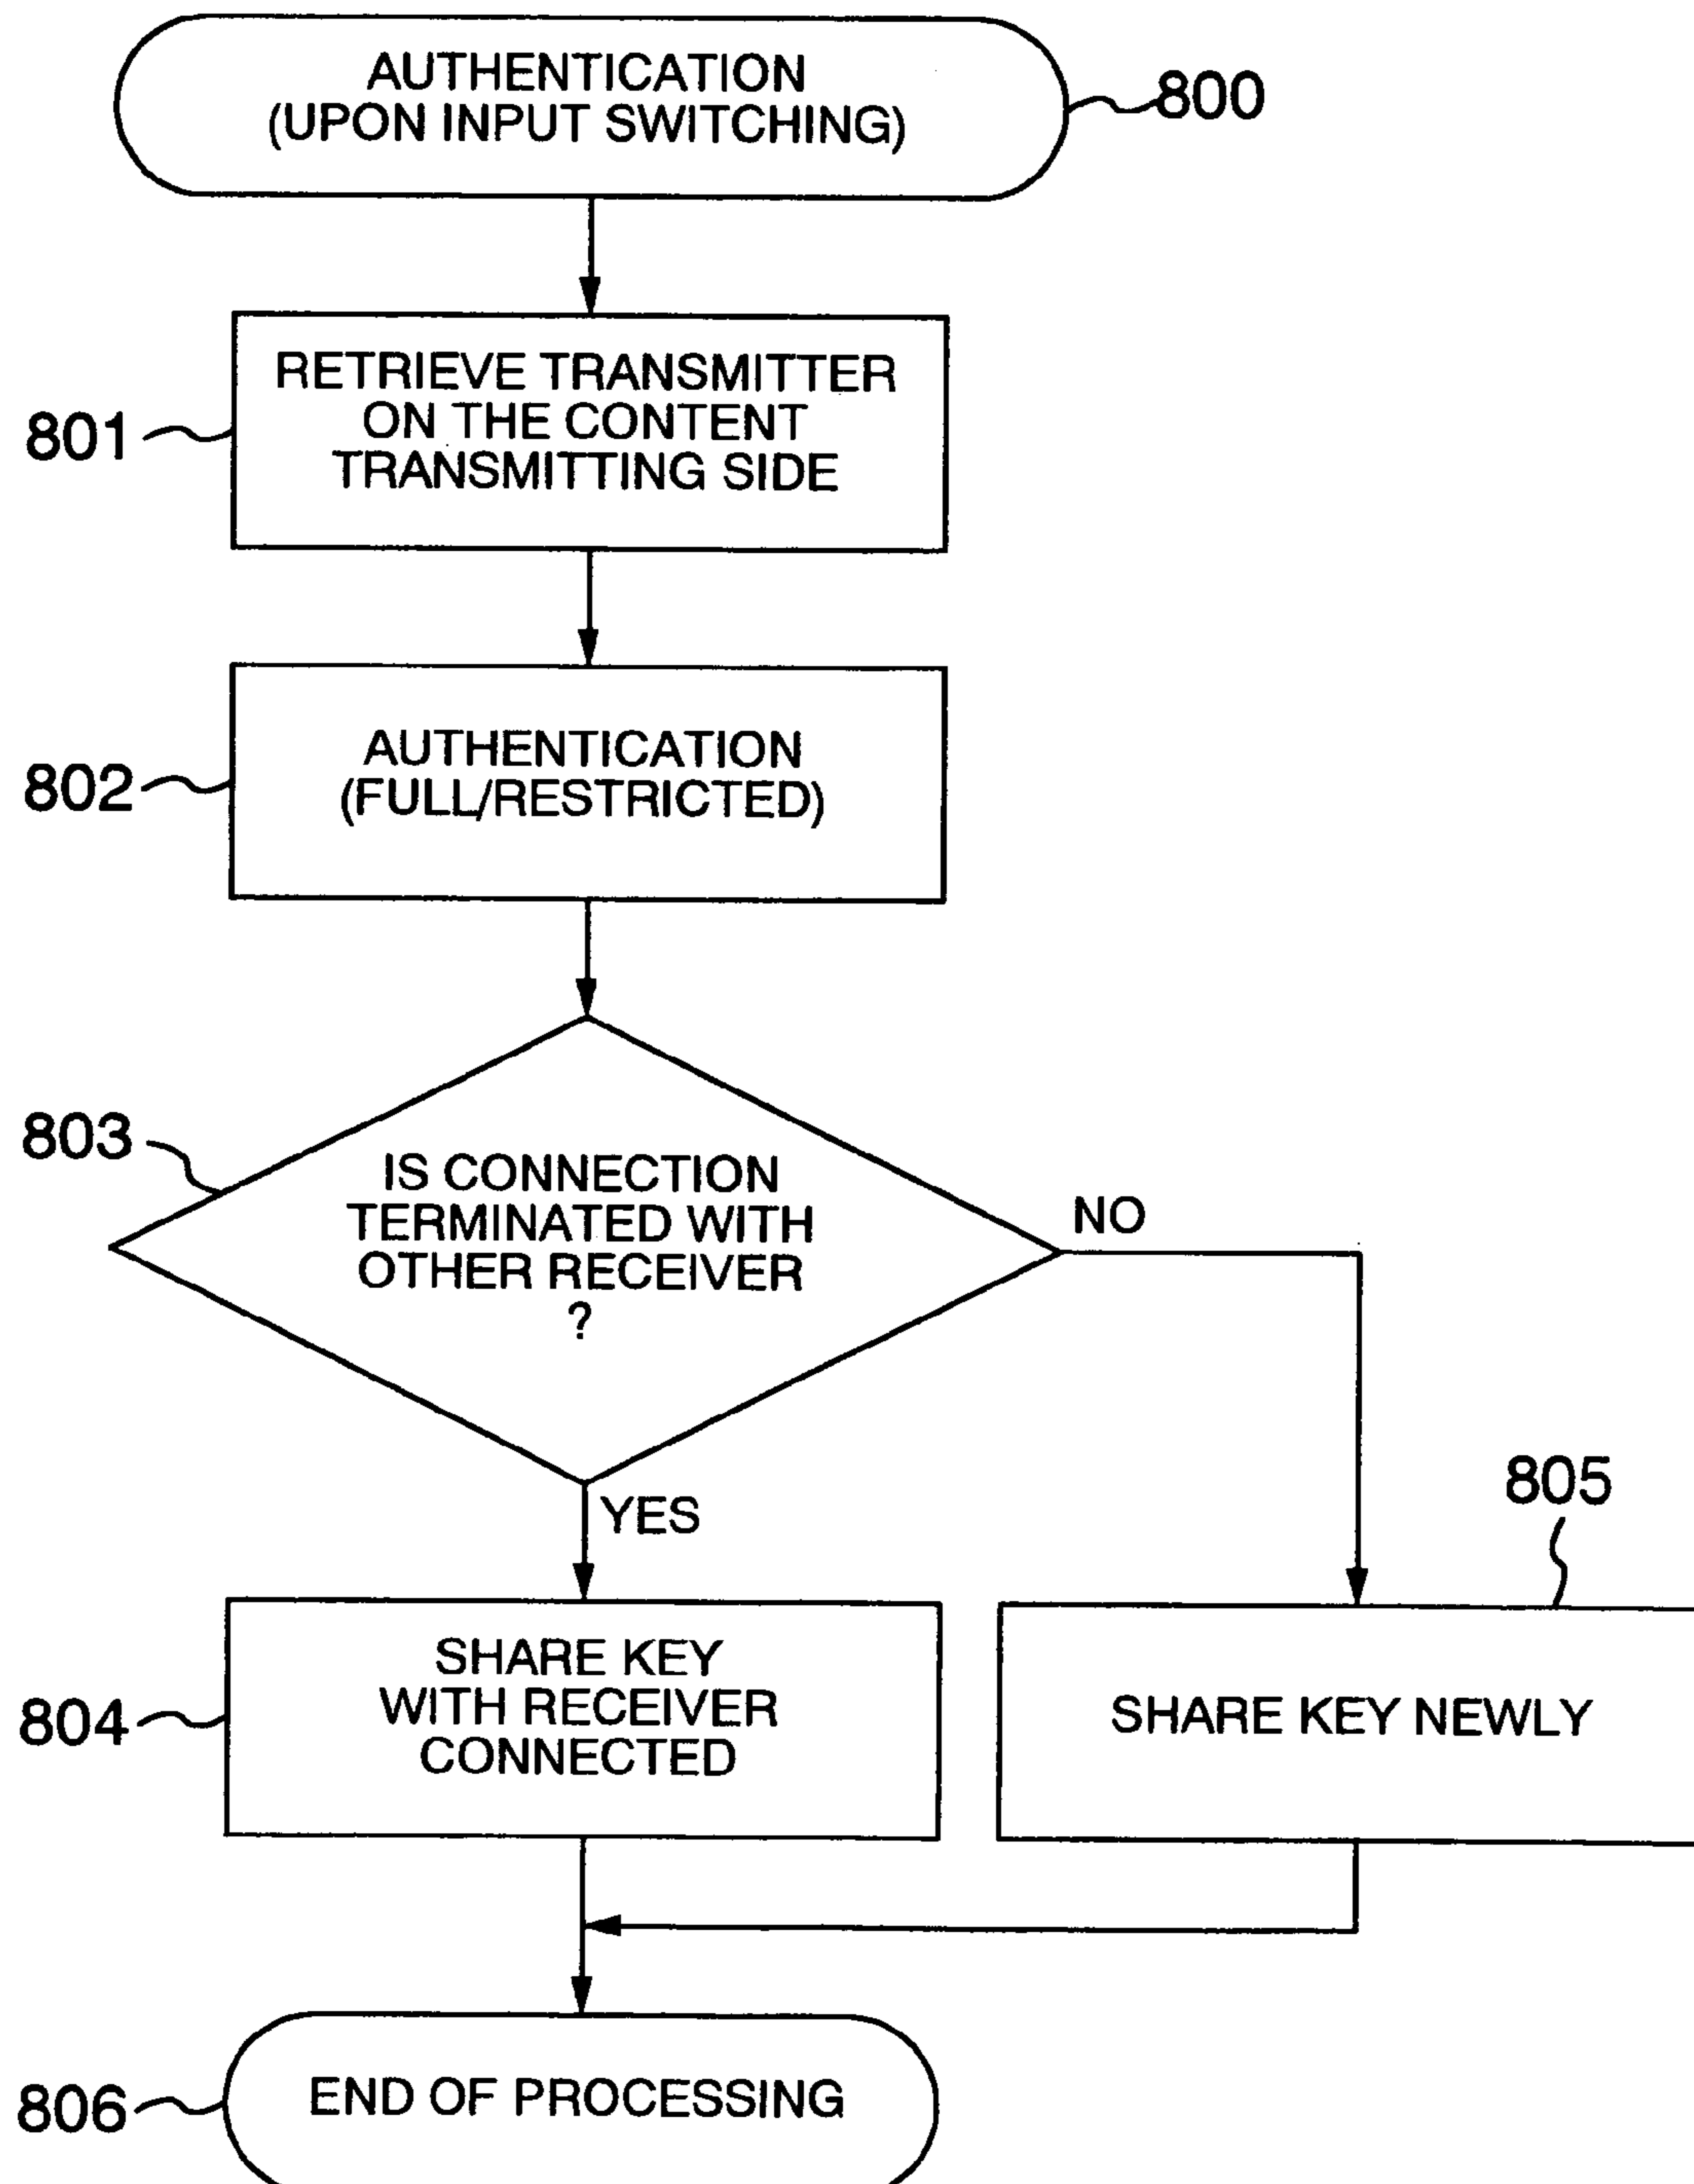 AUTHENTICATION
(UPON INPUT SWITCHING)
800
RETRIEVE TRANSMITTER
ON THE CONTENT
TRANSMITTING SIDE
801
AUTHENTICATION
(FULL/RESTRICTED)
802
803
IS CONNECTION
TERMINATED WITH
OTHER RECEIVER
?
NO
YES
805
SHARE KEY
WITH RECEIVER
CONNECTED
804
SHARE KEY NEWLY
END OF PROCESSING
806